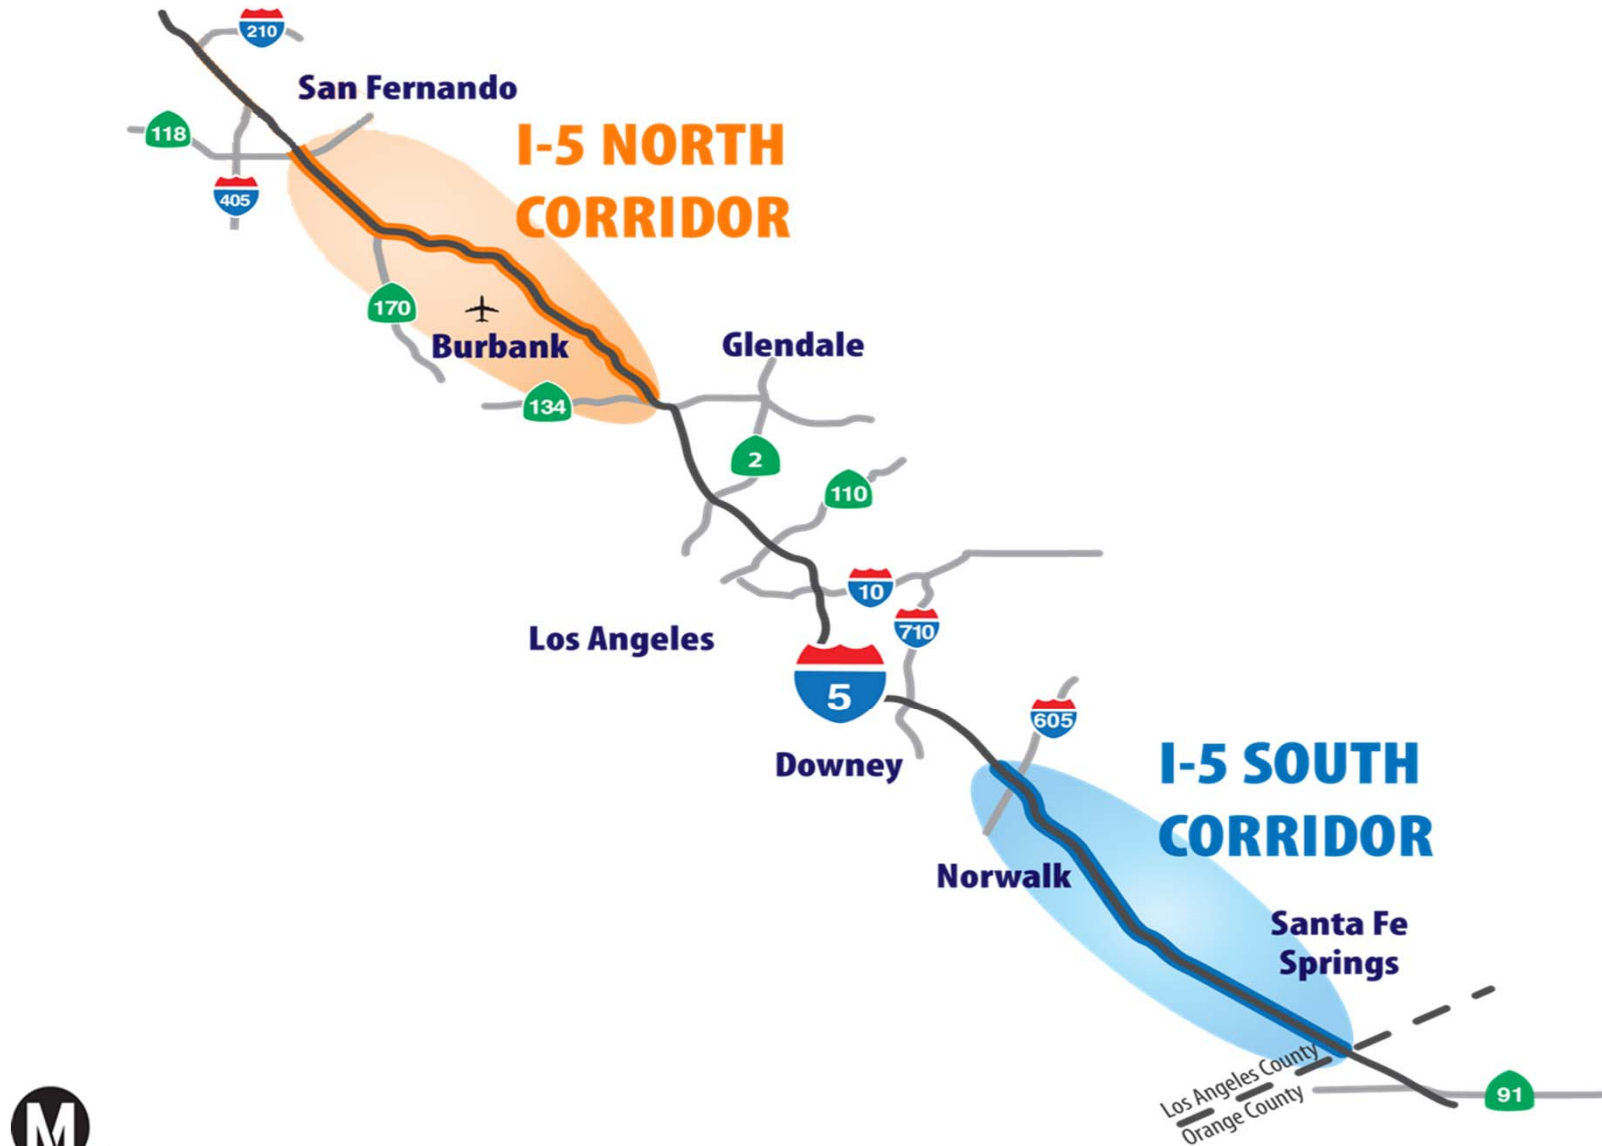 210
San Fernando
118
I-5 NORTH
CORRIDOR
405
170
Burbank
Glendale
134
2
110
10
710
Los Angeles
5
605
Downey
I-5 SOUTH
CORRIDOR
Norwalk
Santa Fe
Springs
Los Angeles County
Orange County
91
M